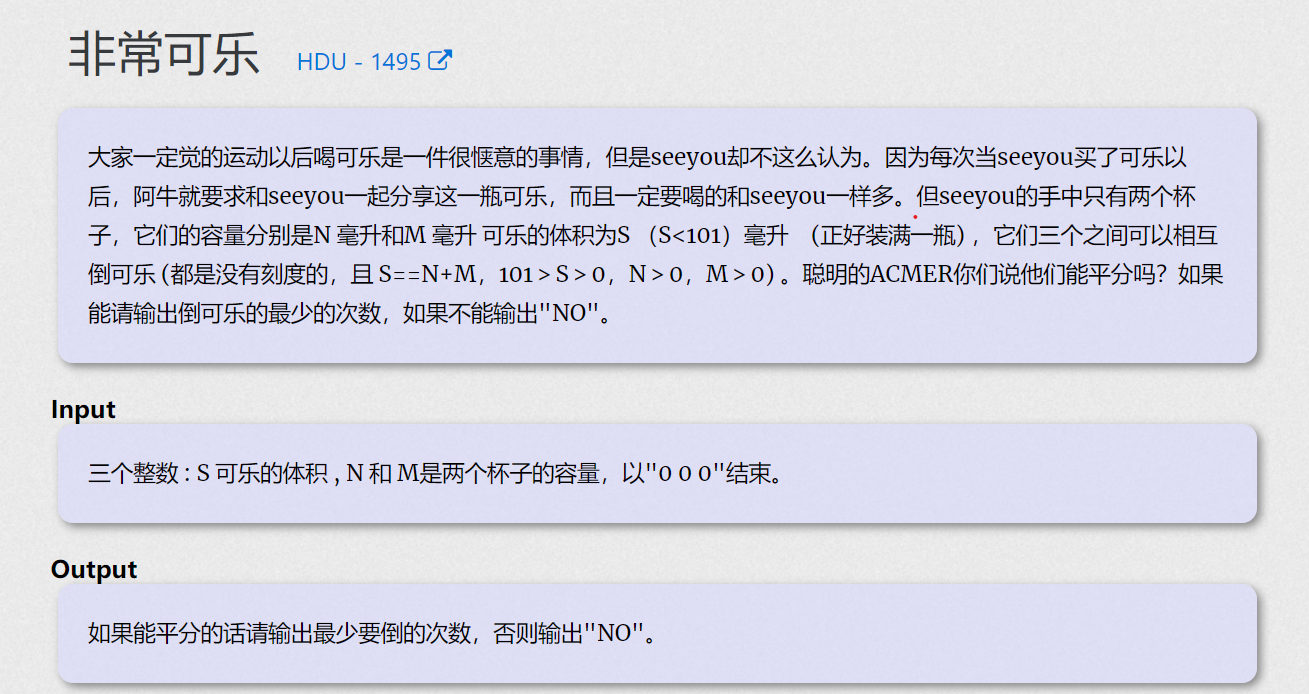 非常可乐 HDU - 1495
大家一定觉的运动以后喝可乐是一件很惬意的事情，但是seeyou却不这么认为。因为每次当seeyou买了可乐以
后，阿牛就要求和seeyou一起分享这一瓶可乐，而且一定要喝的和seeyou一样多。但seeyou的手中只有两个杯
子，它们的容量分别是N 毫升和M 毫升 可乐的体积为S （S<101）毫升　（正好装满一瓶) ，它们三个之间可以相互
倒可乐 (都是没有刻度的，且 S==N+M，101＞S＞0，N＞0，M＞0) 。聪明的ACMER你们说他们能平分吗？如果
能请输出倒可乐的最少的次数，如果不能输出"NO"。
Input
三个整数 : S 可乐的体积 , N 和 M是两个杯子的容量，以"0 0 0"结束。
Output
如果能平分的话请输出最少要倒的次数，否则输出"NO"。